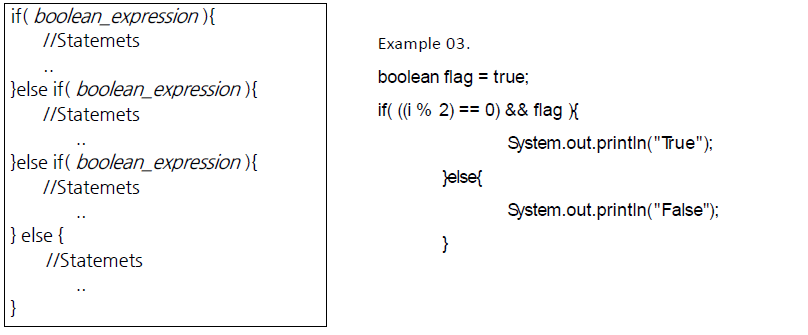 if( boolean_expression ){
//Statemets
..
}else if( boolean_expression ){
//Statemets
..
}else if( boolean_expression ){
//Statemets
..
} else {
//Statemets
..
}
Example 03.
boolean flag = true;
if( ((i % 2) == 0) && flag ){
System.out.println("True");
}else{
System.out.println("False");
}